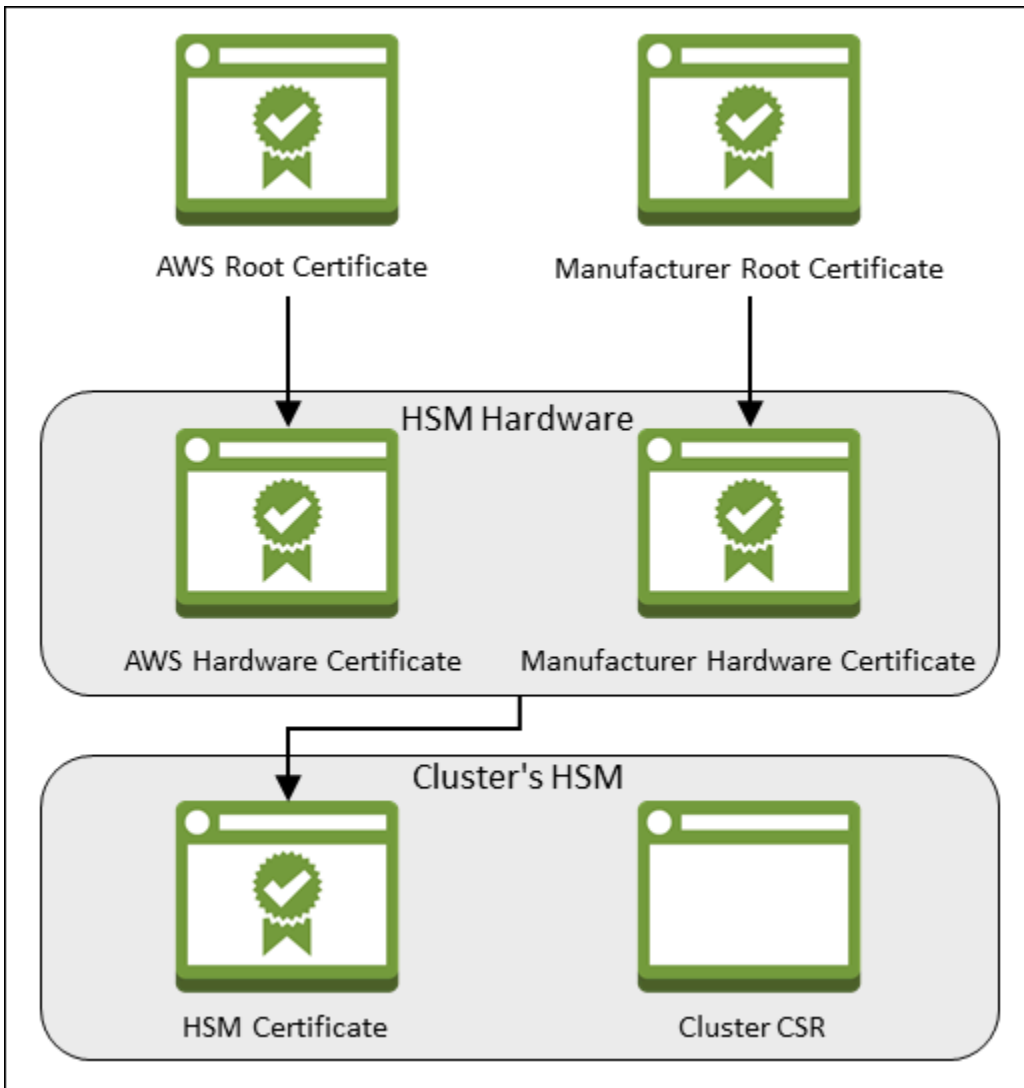 AWS Root Certificate
Manufacturer Root Certificate
HSM Hardware
AWS Hardware Certificate
Manufacturer Hardware Certificate
Cluster's HSM
HSM Certificate
Cluster CSR